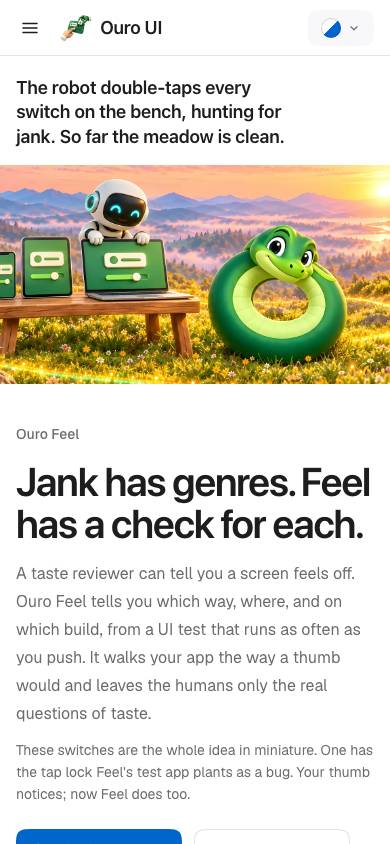 Ouro UI
The robot double-taps every
switch on the bench, hunting for
jank. So far the meadow is clean.
Ouro Feel
Jank has genres. Feel
has a check for each.
A taste reviewer can tell you a screen feels off.
Ouro Feel tells you which way, where, and on
which build, from a UI test that runs as often as
you push. It walks your app the way a thumb
would and leaves the humans only the real
questions of taste.
These switches are the whole idea in miniature. One has
the tap lock Feel's test app plants as a bug. Your thumb
notices; now Feel does too.